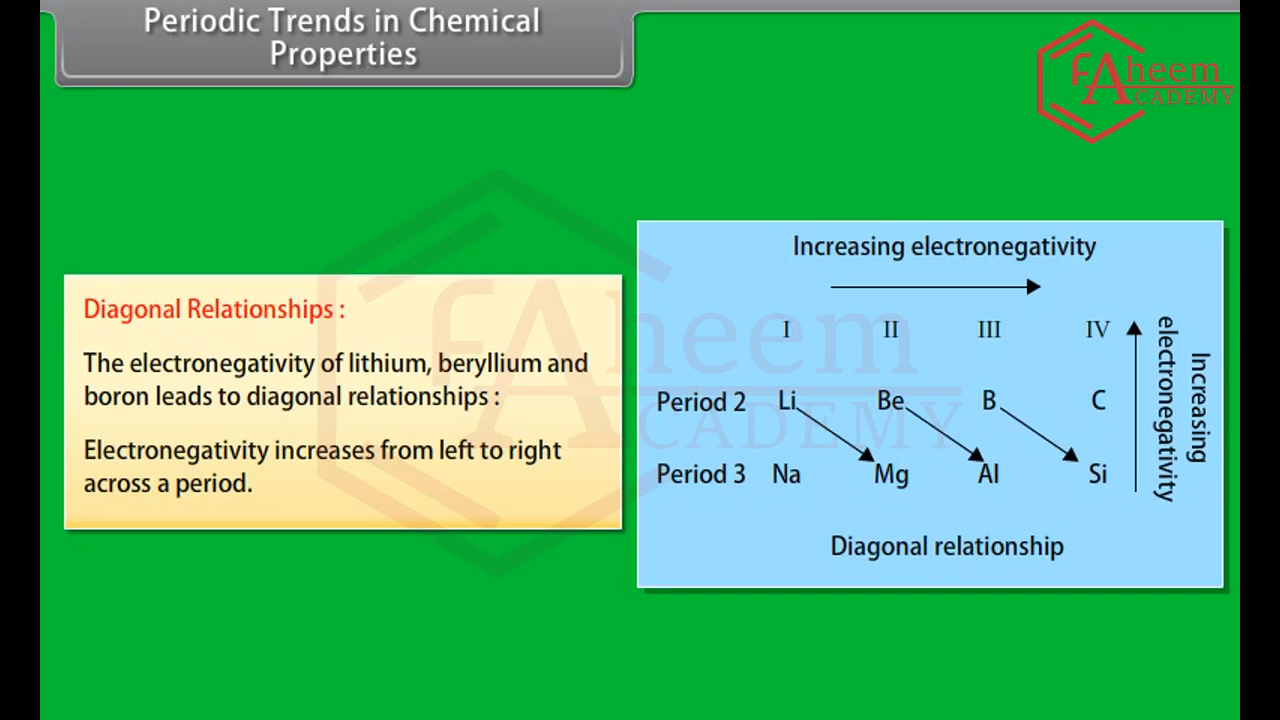 Periodic Trends in Chemical
Properties
fAheem
ACADEMY
Diagonal Relationships :
The electronegativity of lithium, beryllium and
boron leads to diagonal relationships :
Electronegativity increases from left to right
across a period.
Increasing electronegativity
I II III IV
Period 2 Li Be B C
Period 3 Na Mg Al Si
Increasing
electronegativity
Diagonal relationship
fAheem
ACADEMY